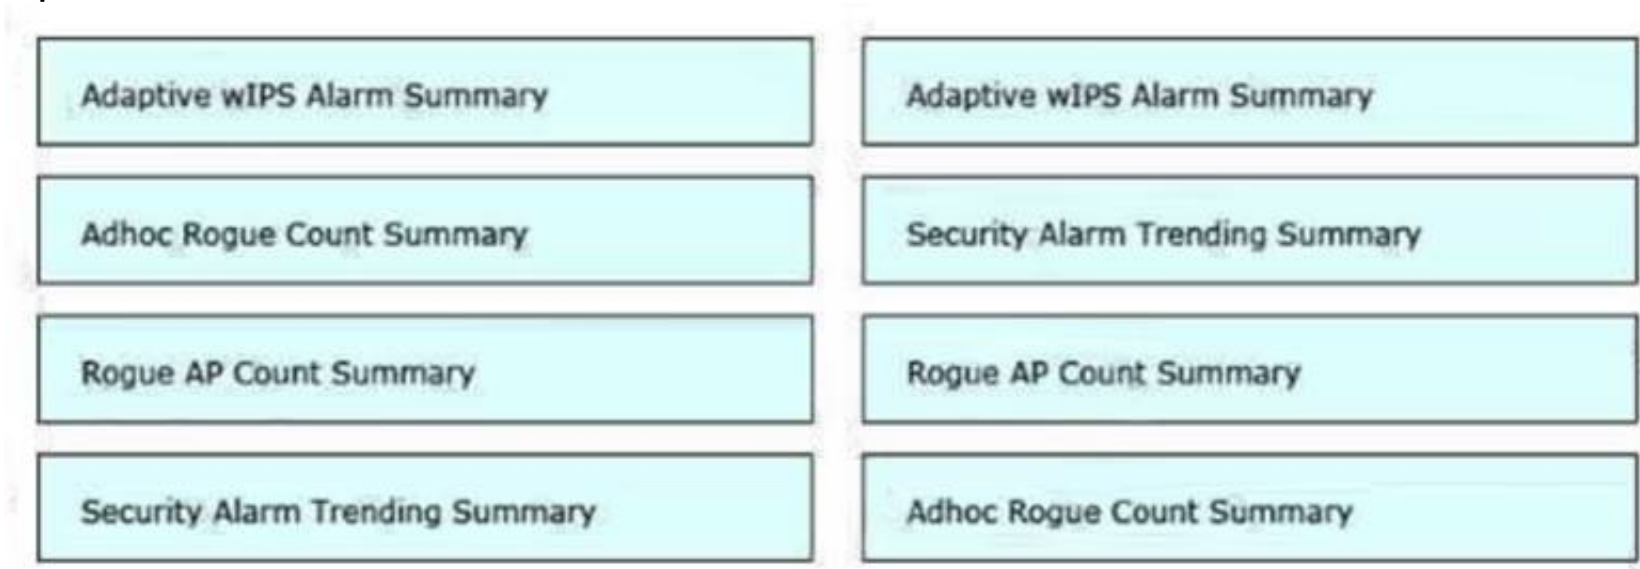 Adaptive wIPS Alarm Summary
Adaptive wIPS Alarm Summary
Adhoc Rogue Count Summary
Security Alarm Trending Summary
Rogue AP Count Summary
Rogue AP Count Summary
Security Alarm Trending Summary
Adhoc Rogue Count Summary